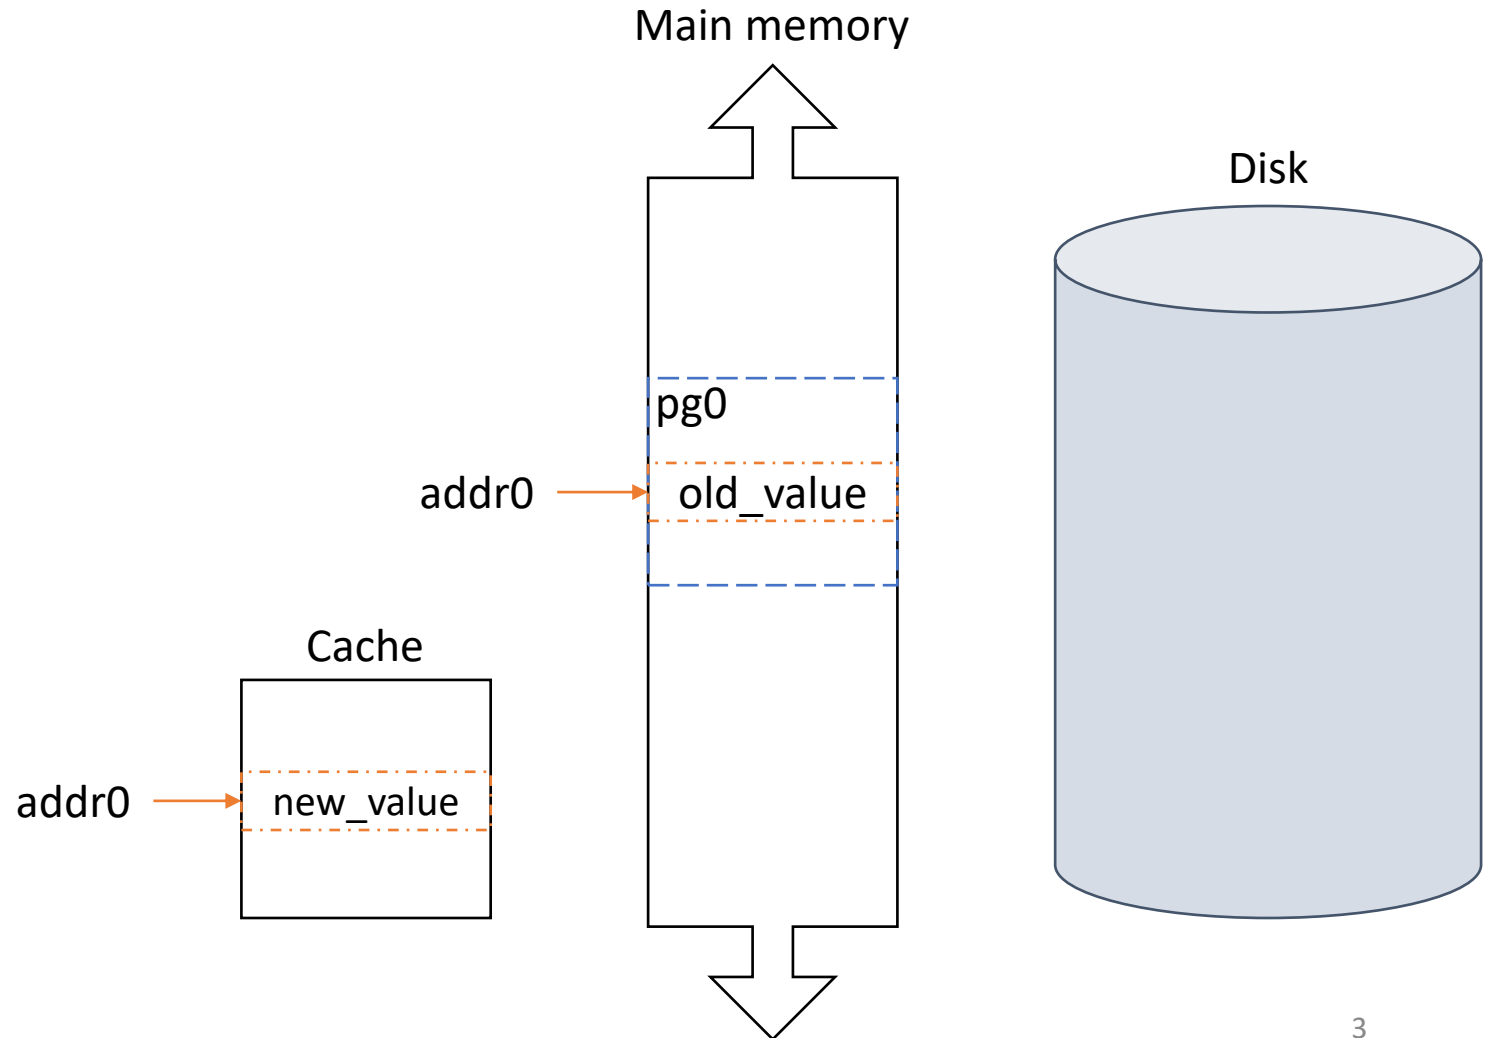 Main memory
Disk
pg0
addr0
old_value
Cache
addr0
new_value
3